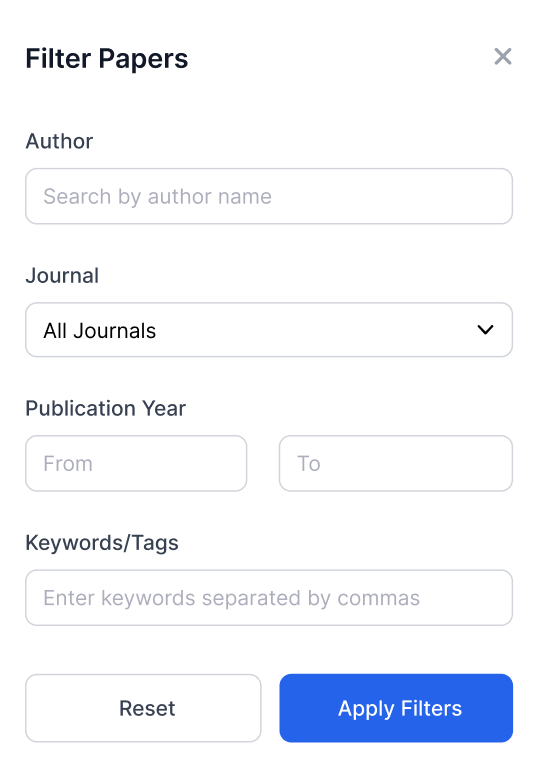 Filter Papers
Author
Search by author name
Journal
All Journals
Publication Year
From To
Keywords/Tags
Enter keywords separated by commas
Reset Apply Filters